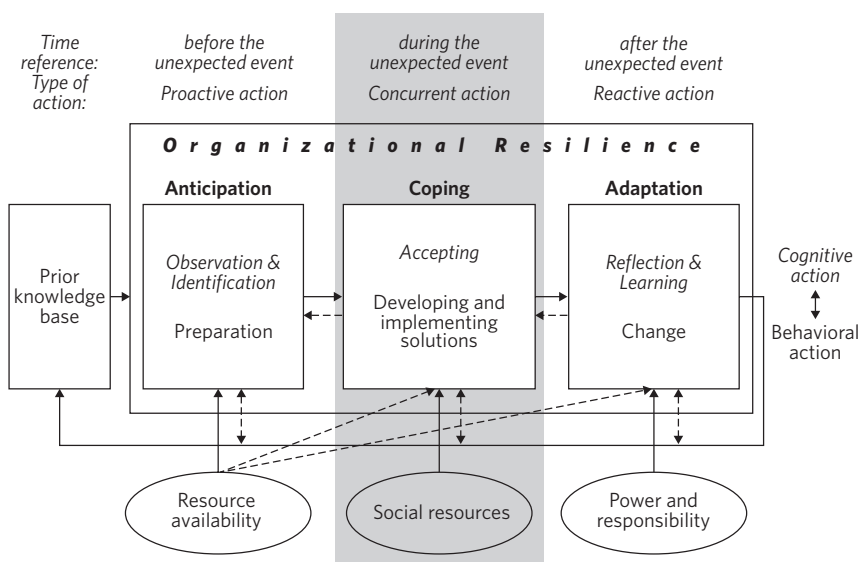 Time
reference:
Type of
action:
before the
unexpected event
Proactive action
during the
unexpected event
Concurrent action
after the
unexpected event
Reactive action
Organizational Resilience
Anticipation
Coping
Adaptation
Prior
knowledge
base
Observation &
Identification
Preparation
Accepting
Developing and
implementing
solutions
Reflection &
Learning
Change
Cognitive
action
Behavioral
action
Resource
availability
Social resources
Power and
responsibility